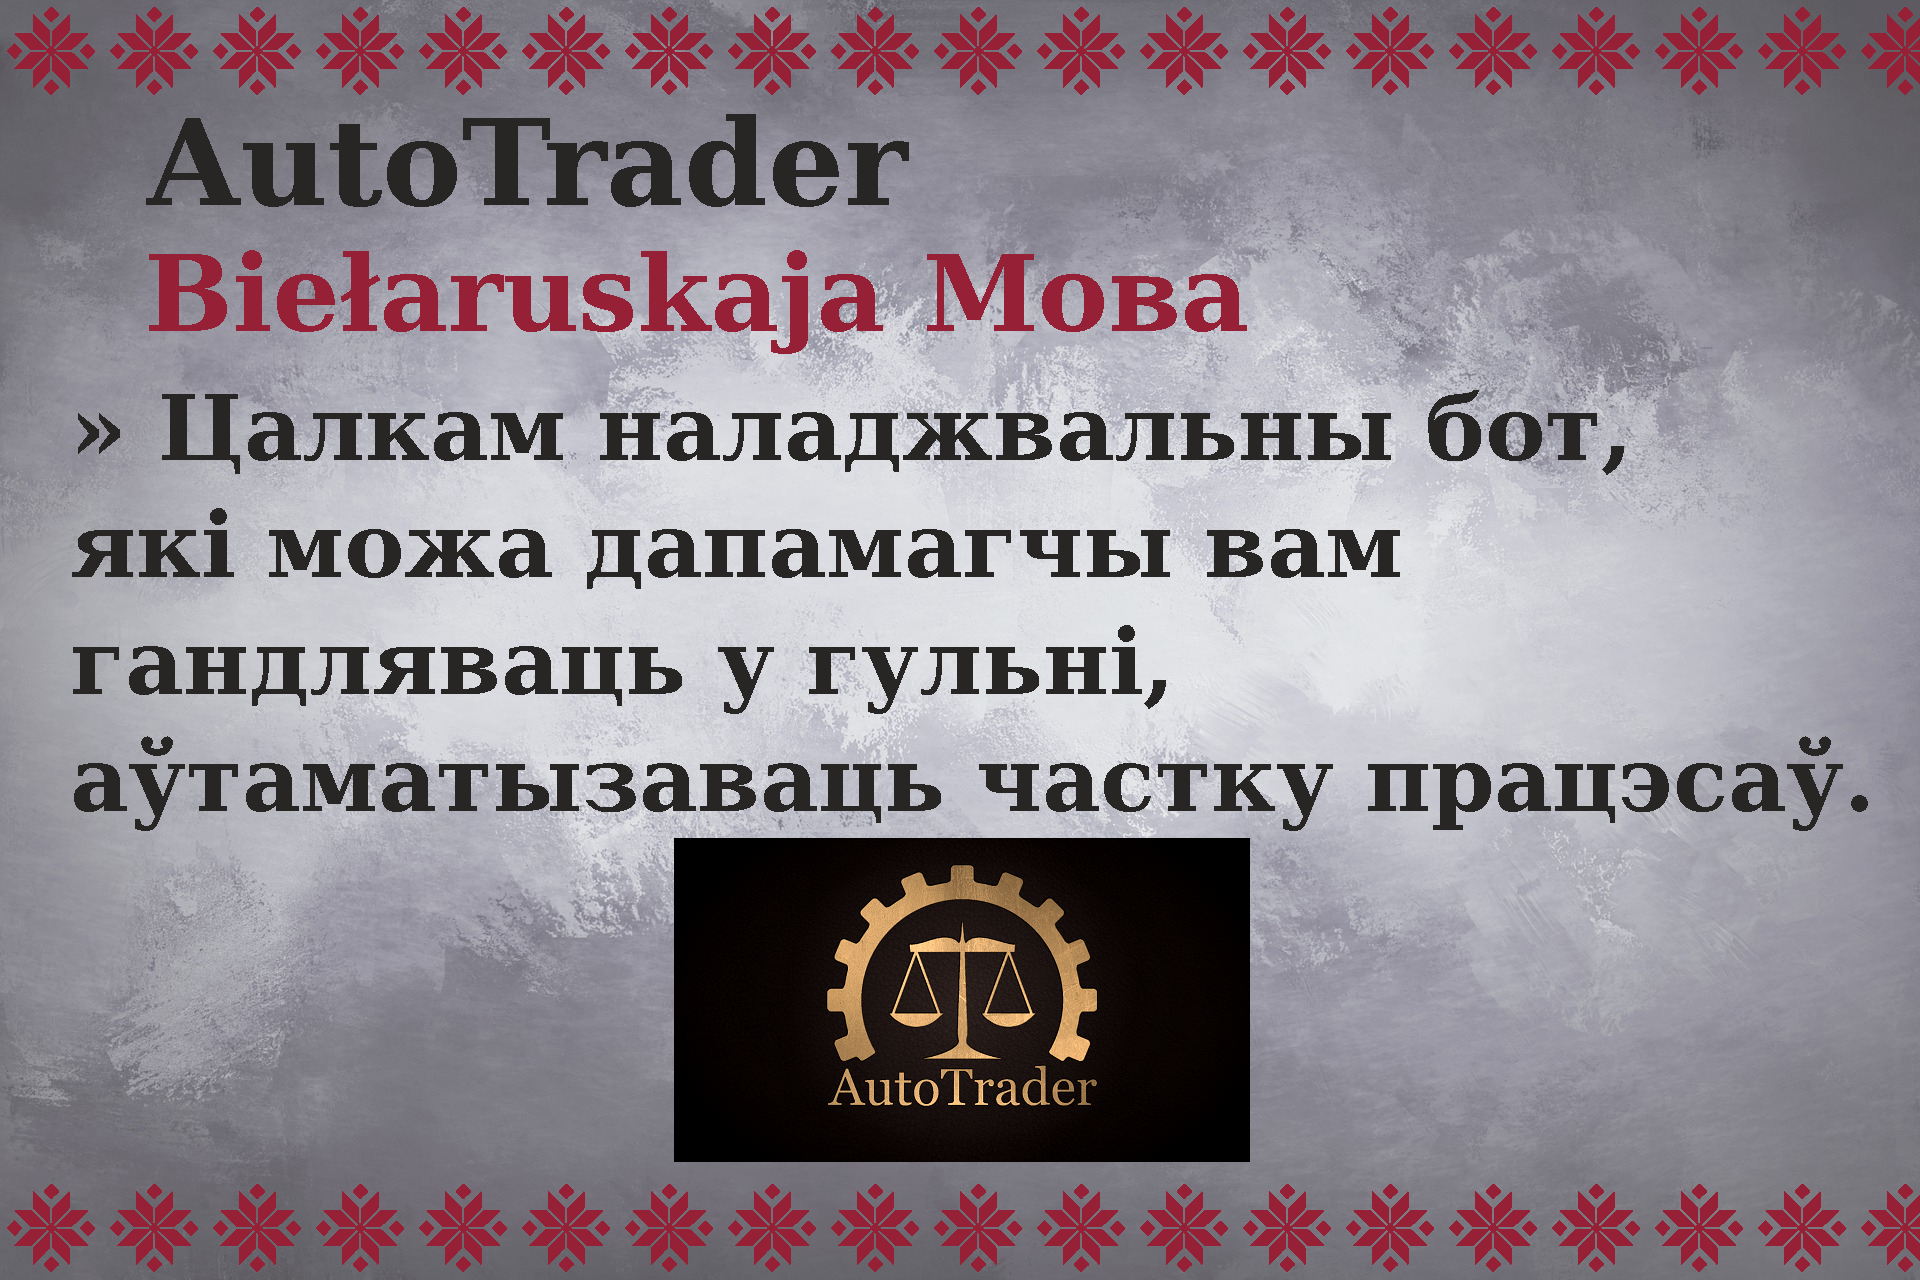 AutoTrader
Biełaruskaja Мова
» Цалкам наладжвальны бот,
які можа дапамагчы вам
гандляваць у гульні,
аўтаматызаваць частку працэсаў.
AutoTrader